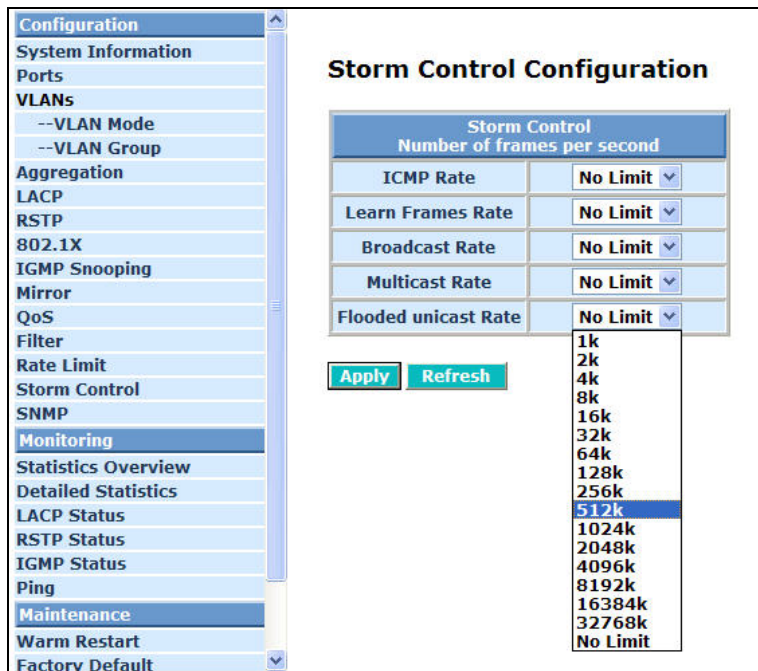 Configuration
System Information
Ports
VLANs
--VLAN Mode
--VLAN Group
Aggregation
LACP
RSTP
802.1X
IGMP Snooping
Mirror
QoS
Filter
Rate Limit
Storm Control
SNMP
Monitoring
Statistics Overview
Detailed Statistics
LACP Status
RSTP Status
IGMP Status
Ping
Maintenance
Warm Restart
Factory Default
Storm Control Configuration
Storm Control
Number of frames per second
ICMP Rate No Limit
Learn Frames Rate No Limit
Broadcast Rate No Limit
Multicast Rate No Limit
Flooded unicast Rate No Limit
1k
2k
4k
8k
16k
32k
64k
128k
256k
512k
1024k
2048k
4096k
8192k
16384k
32768k
No Limit
Apply Refresh